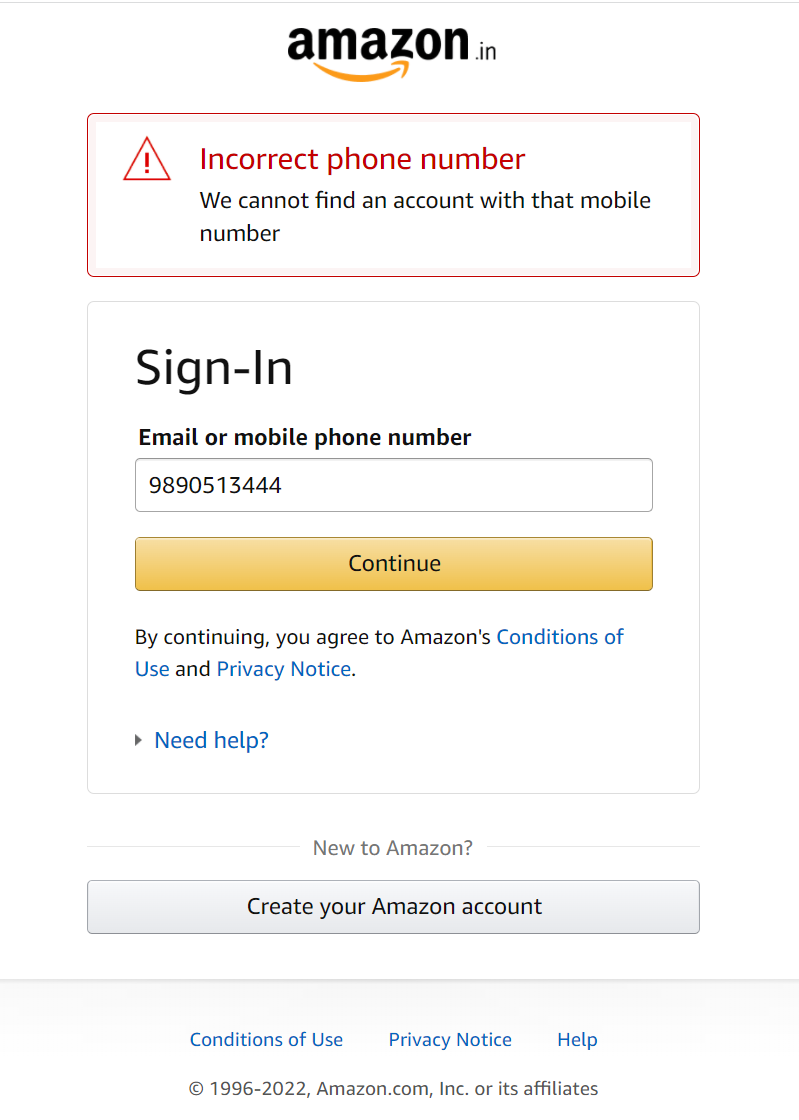 amazon.in
Incorrect phone number
We cannot find an account with that mobile
number
Sign-In
Email or mobile phone number
9890513444
Continue
By continuing, you agree to Amazon's Conditions of
Use and Privacy Notice.
Need help?
New to Amazon?
Create your Amazon account
Conditions of Use Privacy Notice Help
© 1996-2022, Amazon.com, Inc. or its affiliates